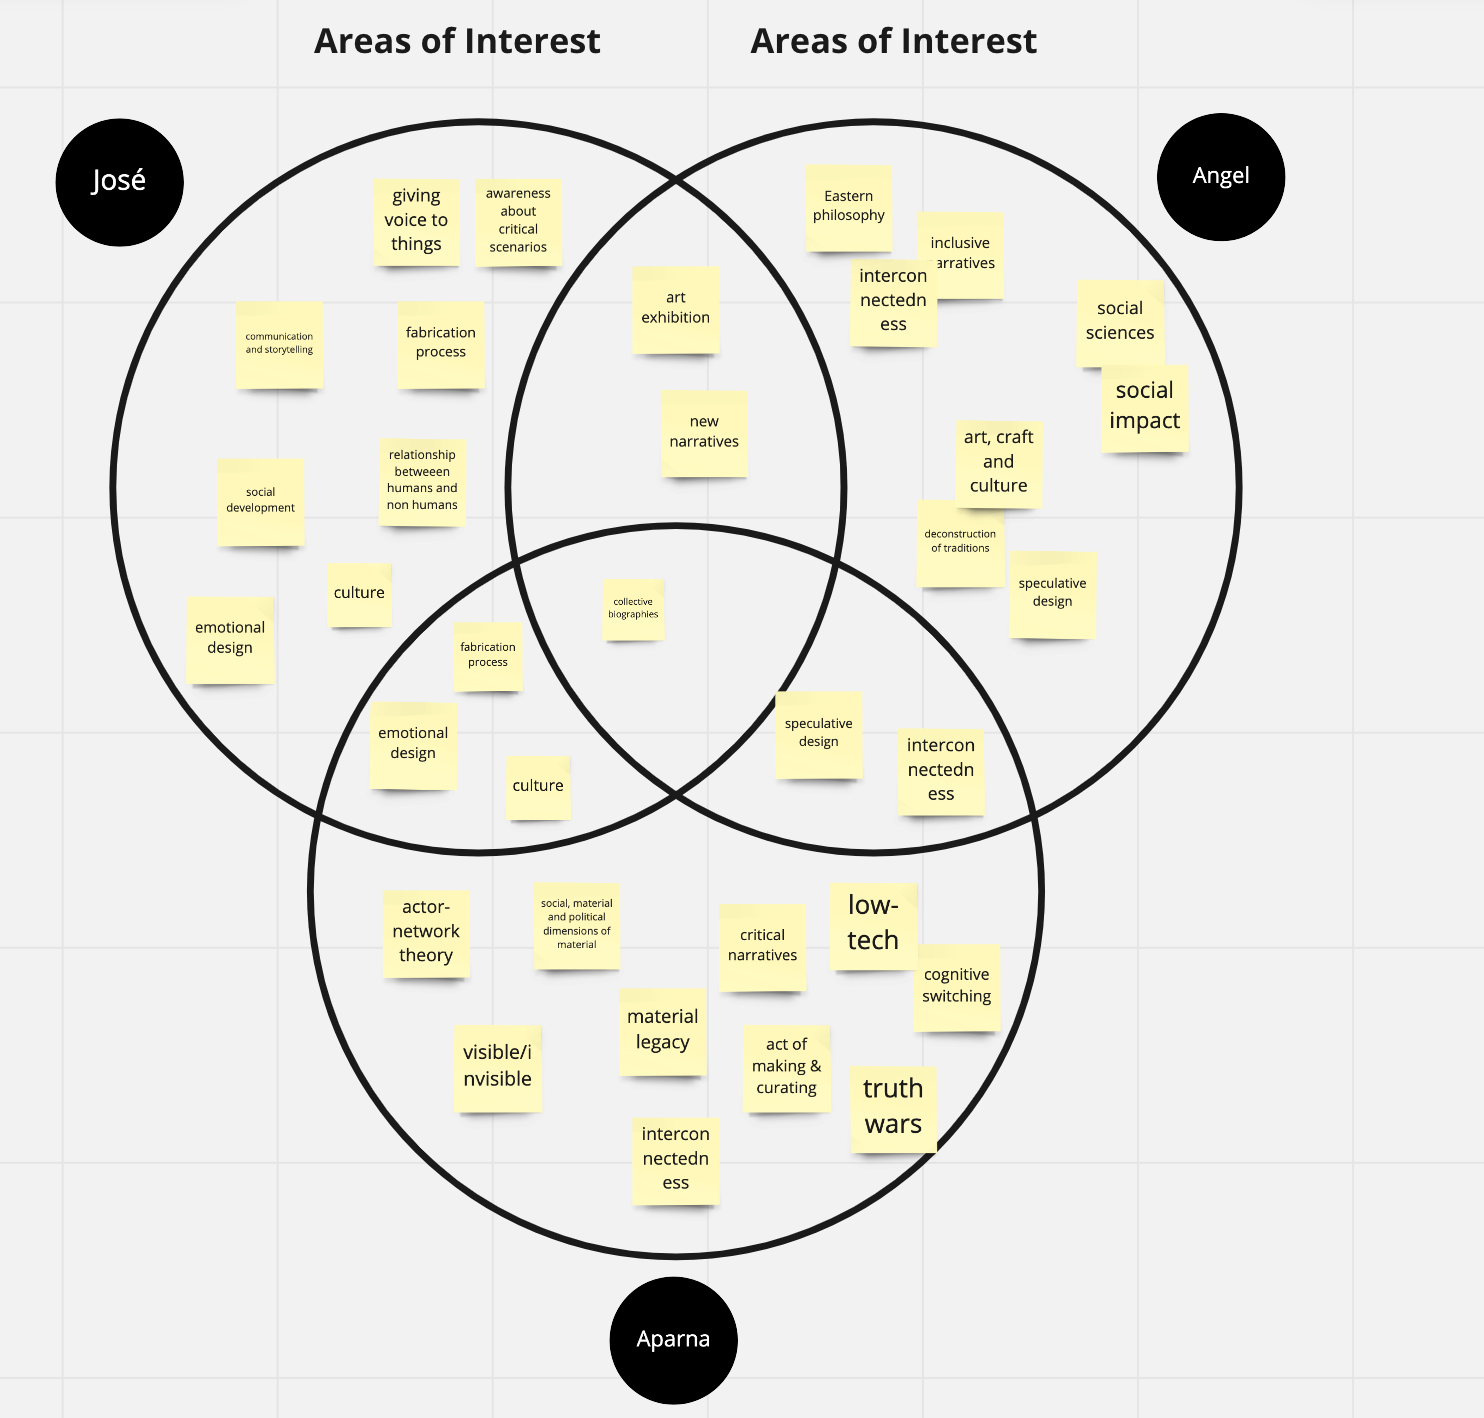 Areas of Interest
Areas of Interest
José
Angel
giving
voice to
things
awareness
about
critical
scenarios
communication
and storytelling
fabrication
process
social
development
relationship
betweeen
humans and
non humans
culture
emotional
design
art
exhibition
new
narratives
Eastern
philosophy
inclusive
narratives
intercon
nectedn
ess
social
sciences
social
impact
art, craft
and
culture
deconstruction
of traditions
speculative
design
collective
biographies
fabrication
process
emotional
design
culture
speculative
design
intercon
nectedn
ess
actor-
network
theory
social, material
and political
dimensions of
material
critical
narratives
low-
tech
cognitive
switching
material
legacy
visible/i
nvisible
act of
making &
curating
truth
wars
intercon
nectedn
ess
Aparna